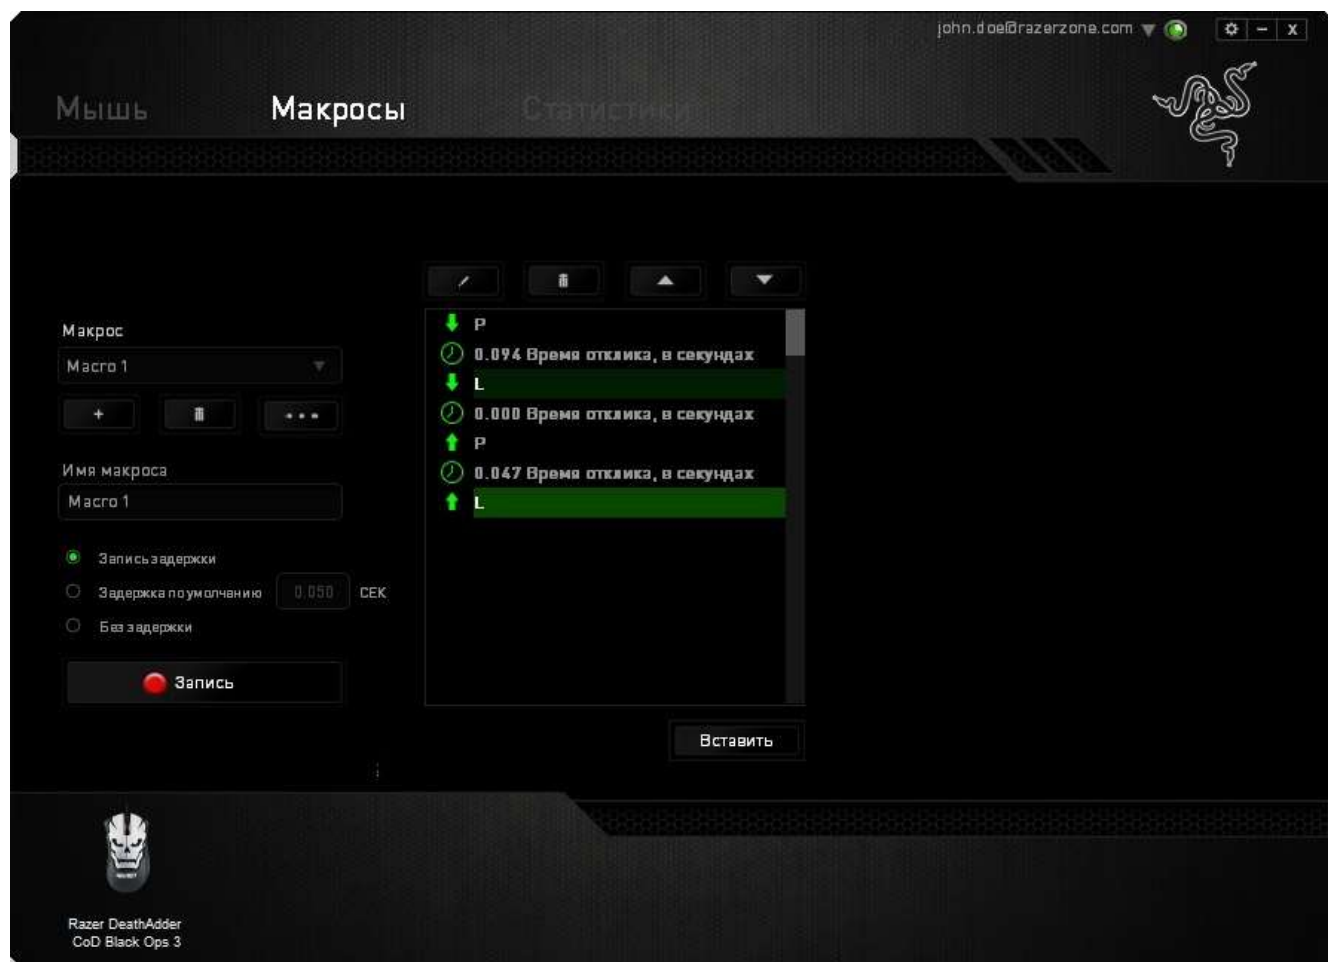 john.doe@razerzone.com
Мышь Макросы Статистики
Макрос
Macro 1
Имя макроса
Macro 1
Запись задержки
Задержка по умолчанию 0.050 СЕК
Без задержки
Запись
P
0.094 Время отклика, в секундах
L
0.000 Время отклика, в секундах
P
0.047 Время отклика, в секундах
L
Вставить
Razer DeathAdder
CoD Black Ops 3